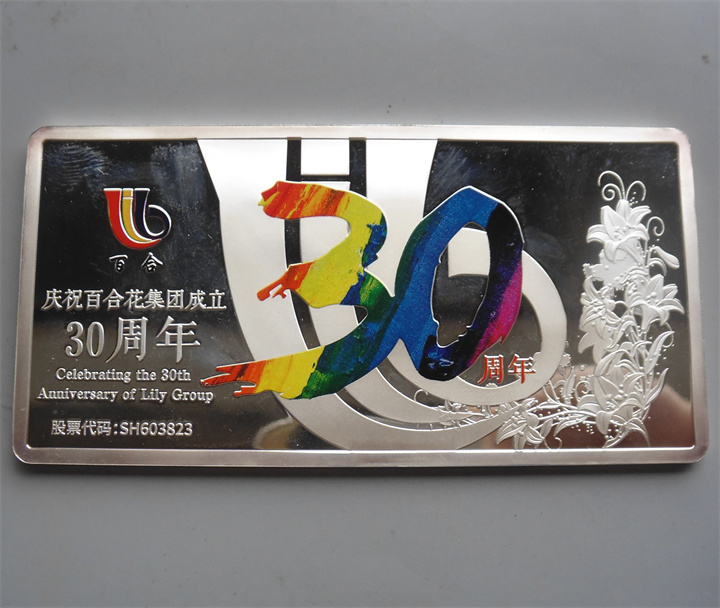 百合
庆祝百合花集团成立
30周年
Celebrating the 30th
Anniversary of Lily Group
股票代码:SH603823
30
周年